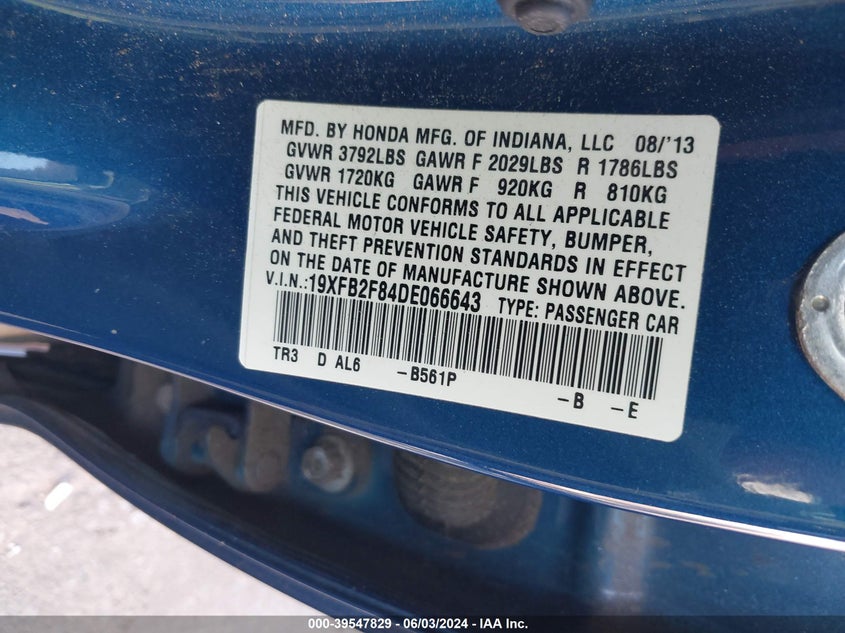 MFD. BY HONDA MFG. OF INDIANA, LLC 08/'13
GVWR 3792LBS GAWR F 2029LBS R 1786LBS
GVWR 1720KG GAWR F 920KG R 810KG
THIS VEHICLE CONFORMS TO ALL APPLICABLE
FEDERAL MOTOR VEHICLE SAFETY, BUMPER,
AND THEFT PREVENTION STANDARDS IN EFFECT
ON THE DATE OF MANUFACTURE SHOWN ABOVE.
V.I.N.:19XFB2F84DE066643 TYPE: PASSENGER CAR
TR3 D AL6 -B561P -B -E
000-39547829 - 06/03/2024 - IAA Inc.